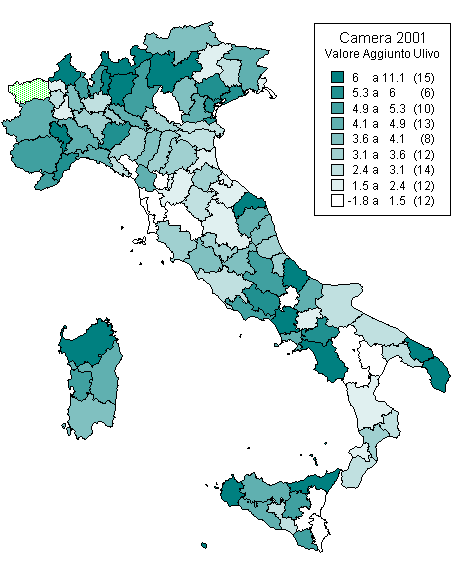 Camera 2001
Valore Aggiunto Ulivo
6 a 11.1 (15)
5.3 a 6 (6)
4.9 a 5.3 (10)
4.1 a 4.9 (13)
3.6 a 4.1 (8)
3.1 a 3.6 (12)
2.4 a 3.1 (14)
1.5 a 2.4 (12)
-1.8 a 1.5 (12)